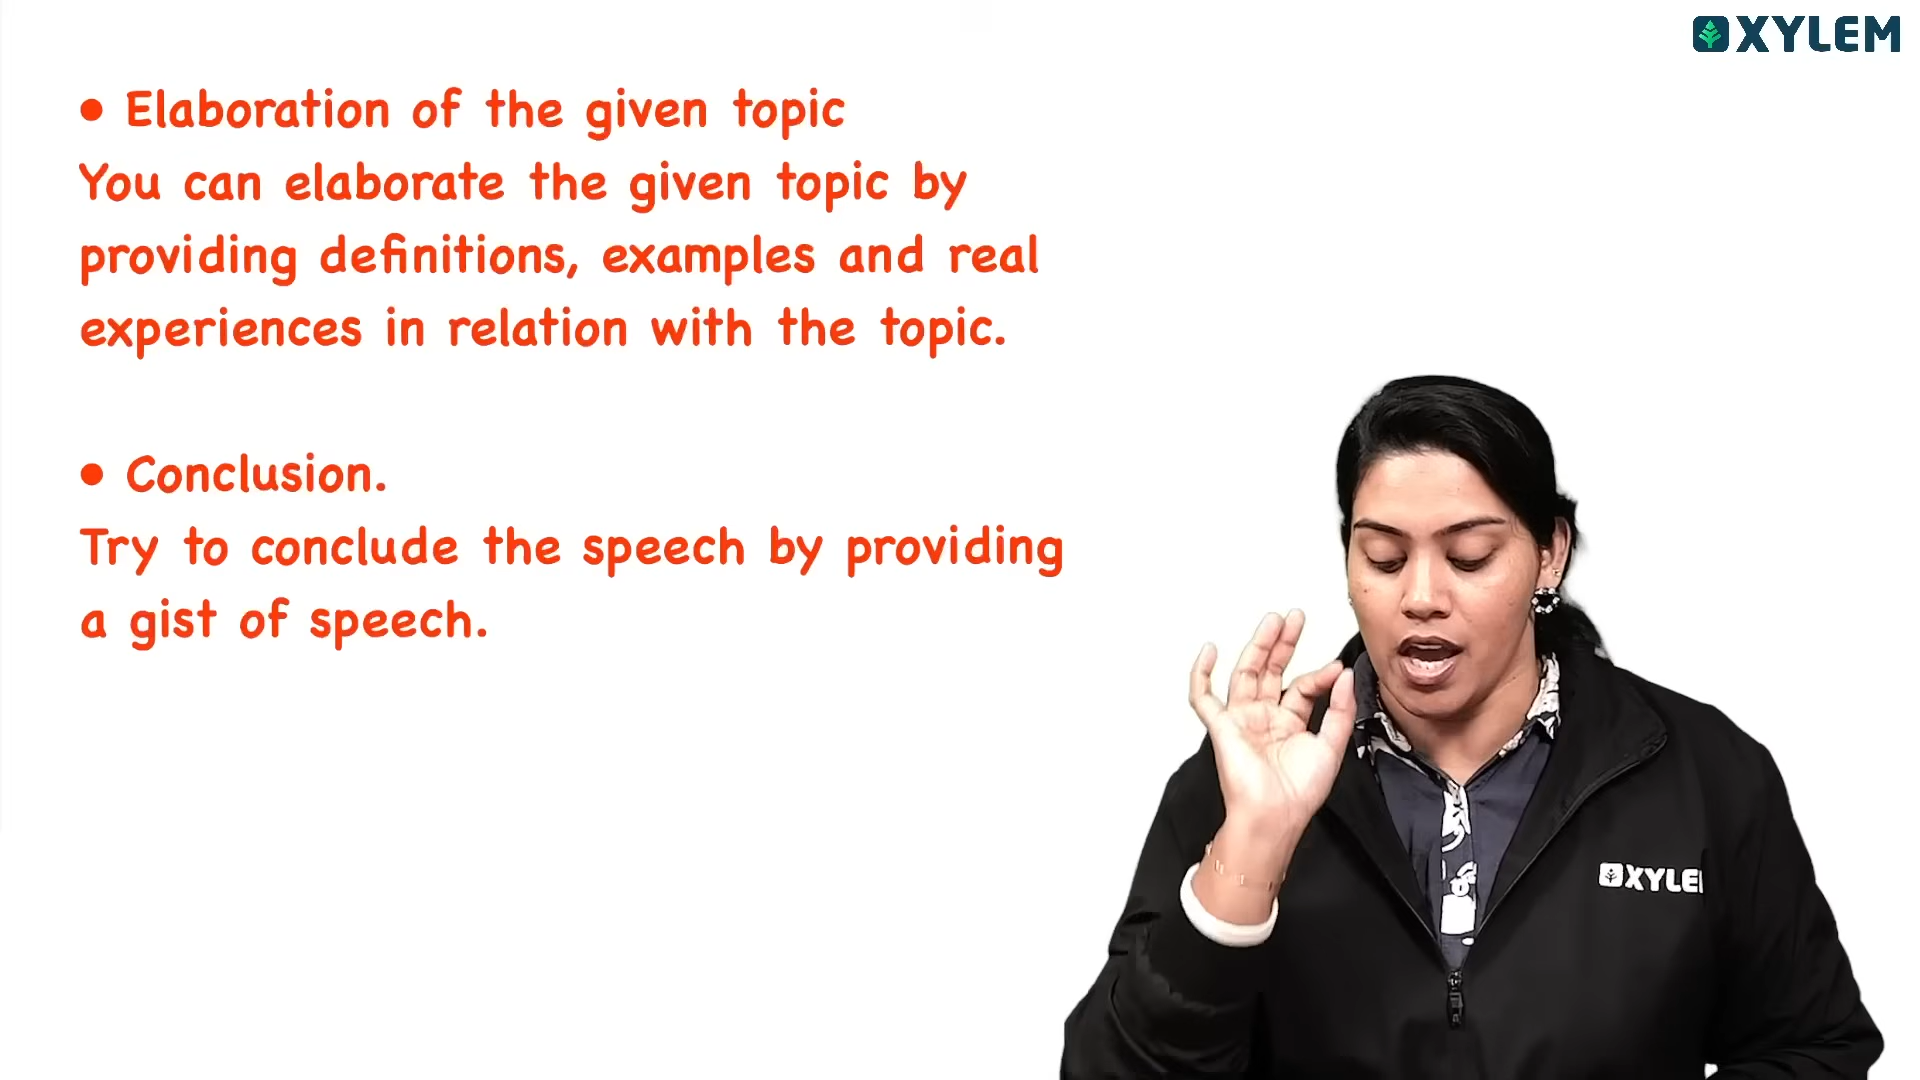 XYLEM
• Elaboration of the given topic
You can elaborate the given topic by
providing definitions, examples and real
experiences in relation with the topic.
• Conclusion.
Try to conclude the speech by providing
a gist of speech.
XYLE